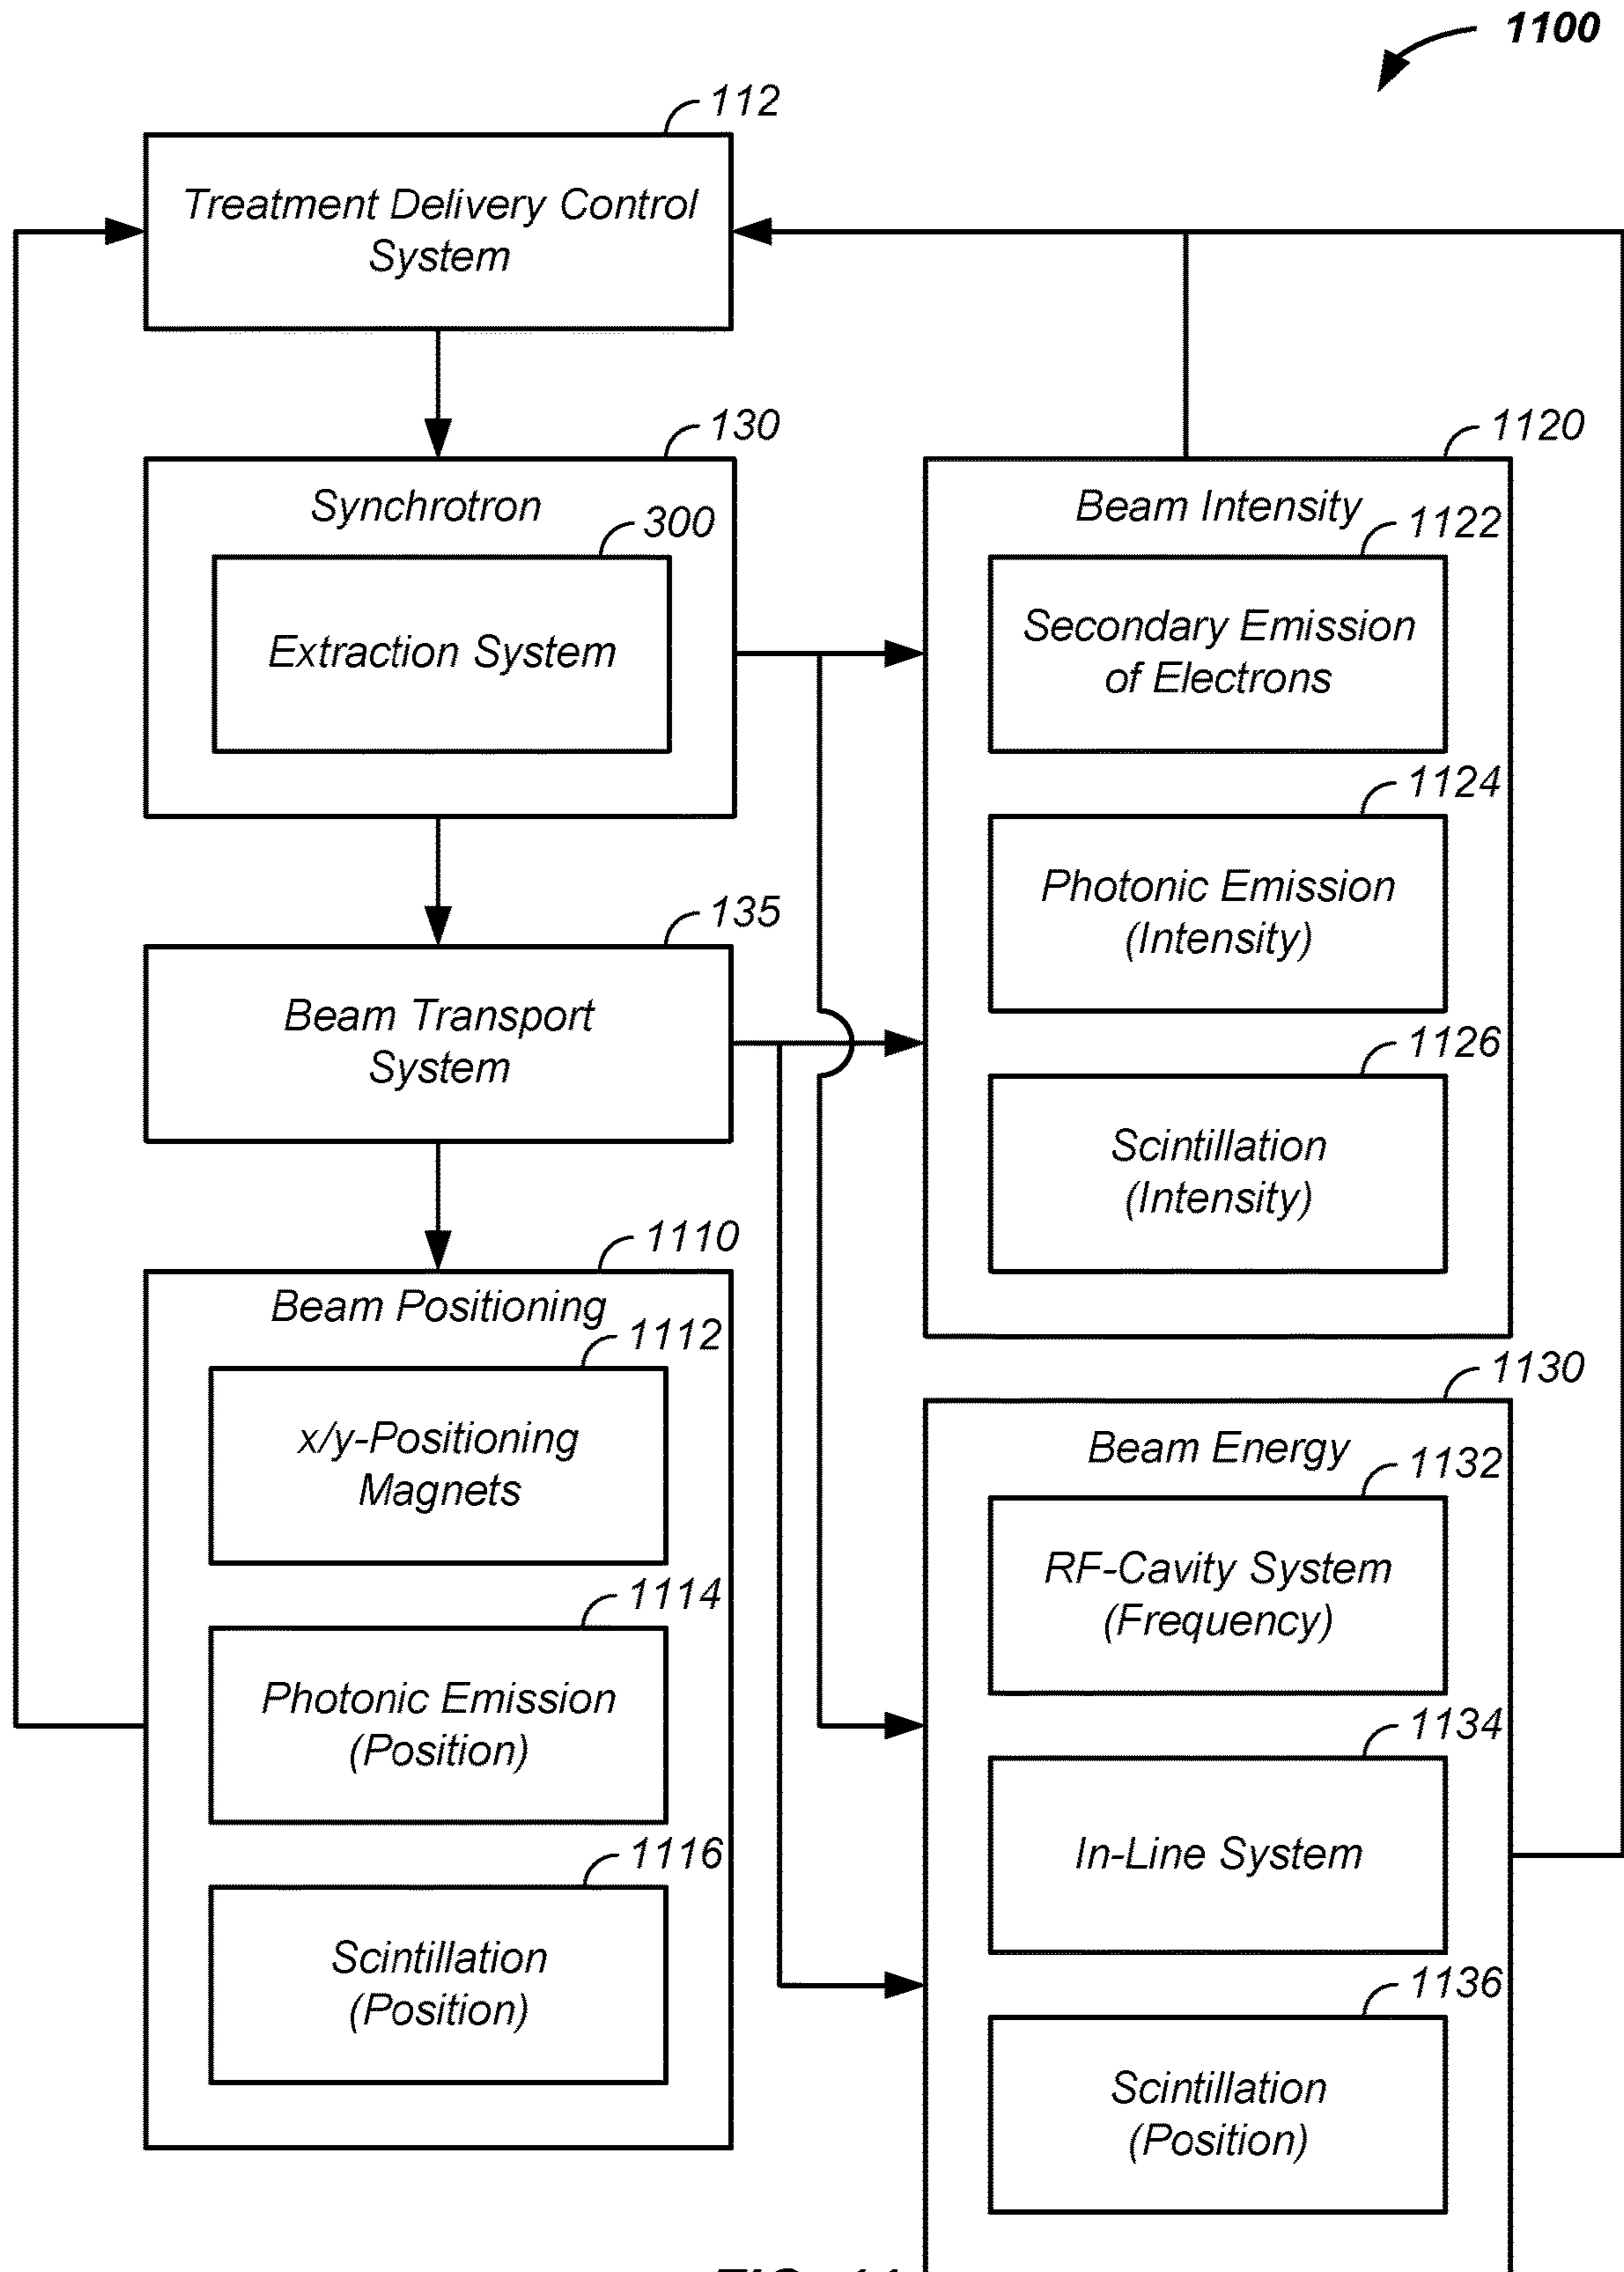 1100
112
Treatment Delivery Control
System
130
Synchrotron
300
Extraction System
135
Beam Transport
System
1110
Beam Positioning
1112
x/y-Positioning
Magnets
1114
Photonic Emission
(Position)
1116
Scintillation
(Position)
1120
Beam Intensity
1122
Secondary Emission
of Electrons
1124
Photonic Emission
(Intensity)
1126
Scintillation
(Intensity)
1130
Beam Energy
1132
RF-Cavity System
(Frequency)
1134
In-Line System
1136
Scintillation
(Position)